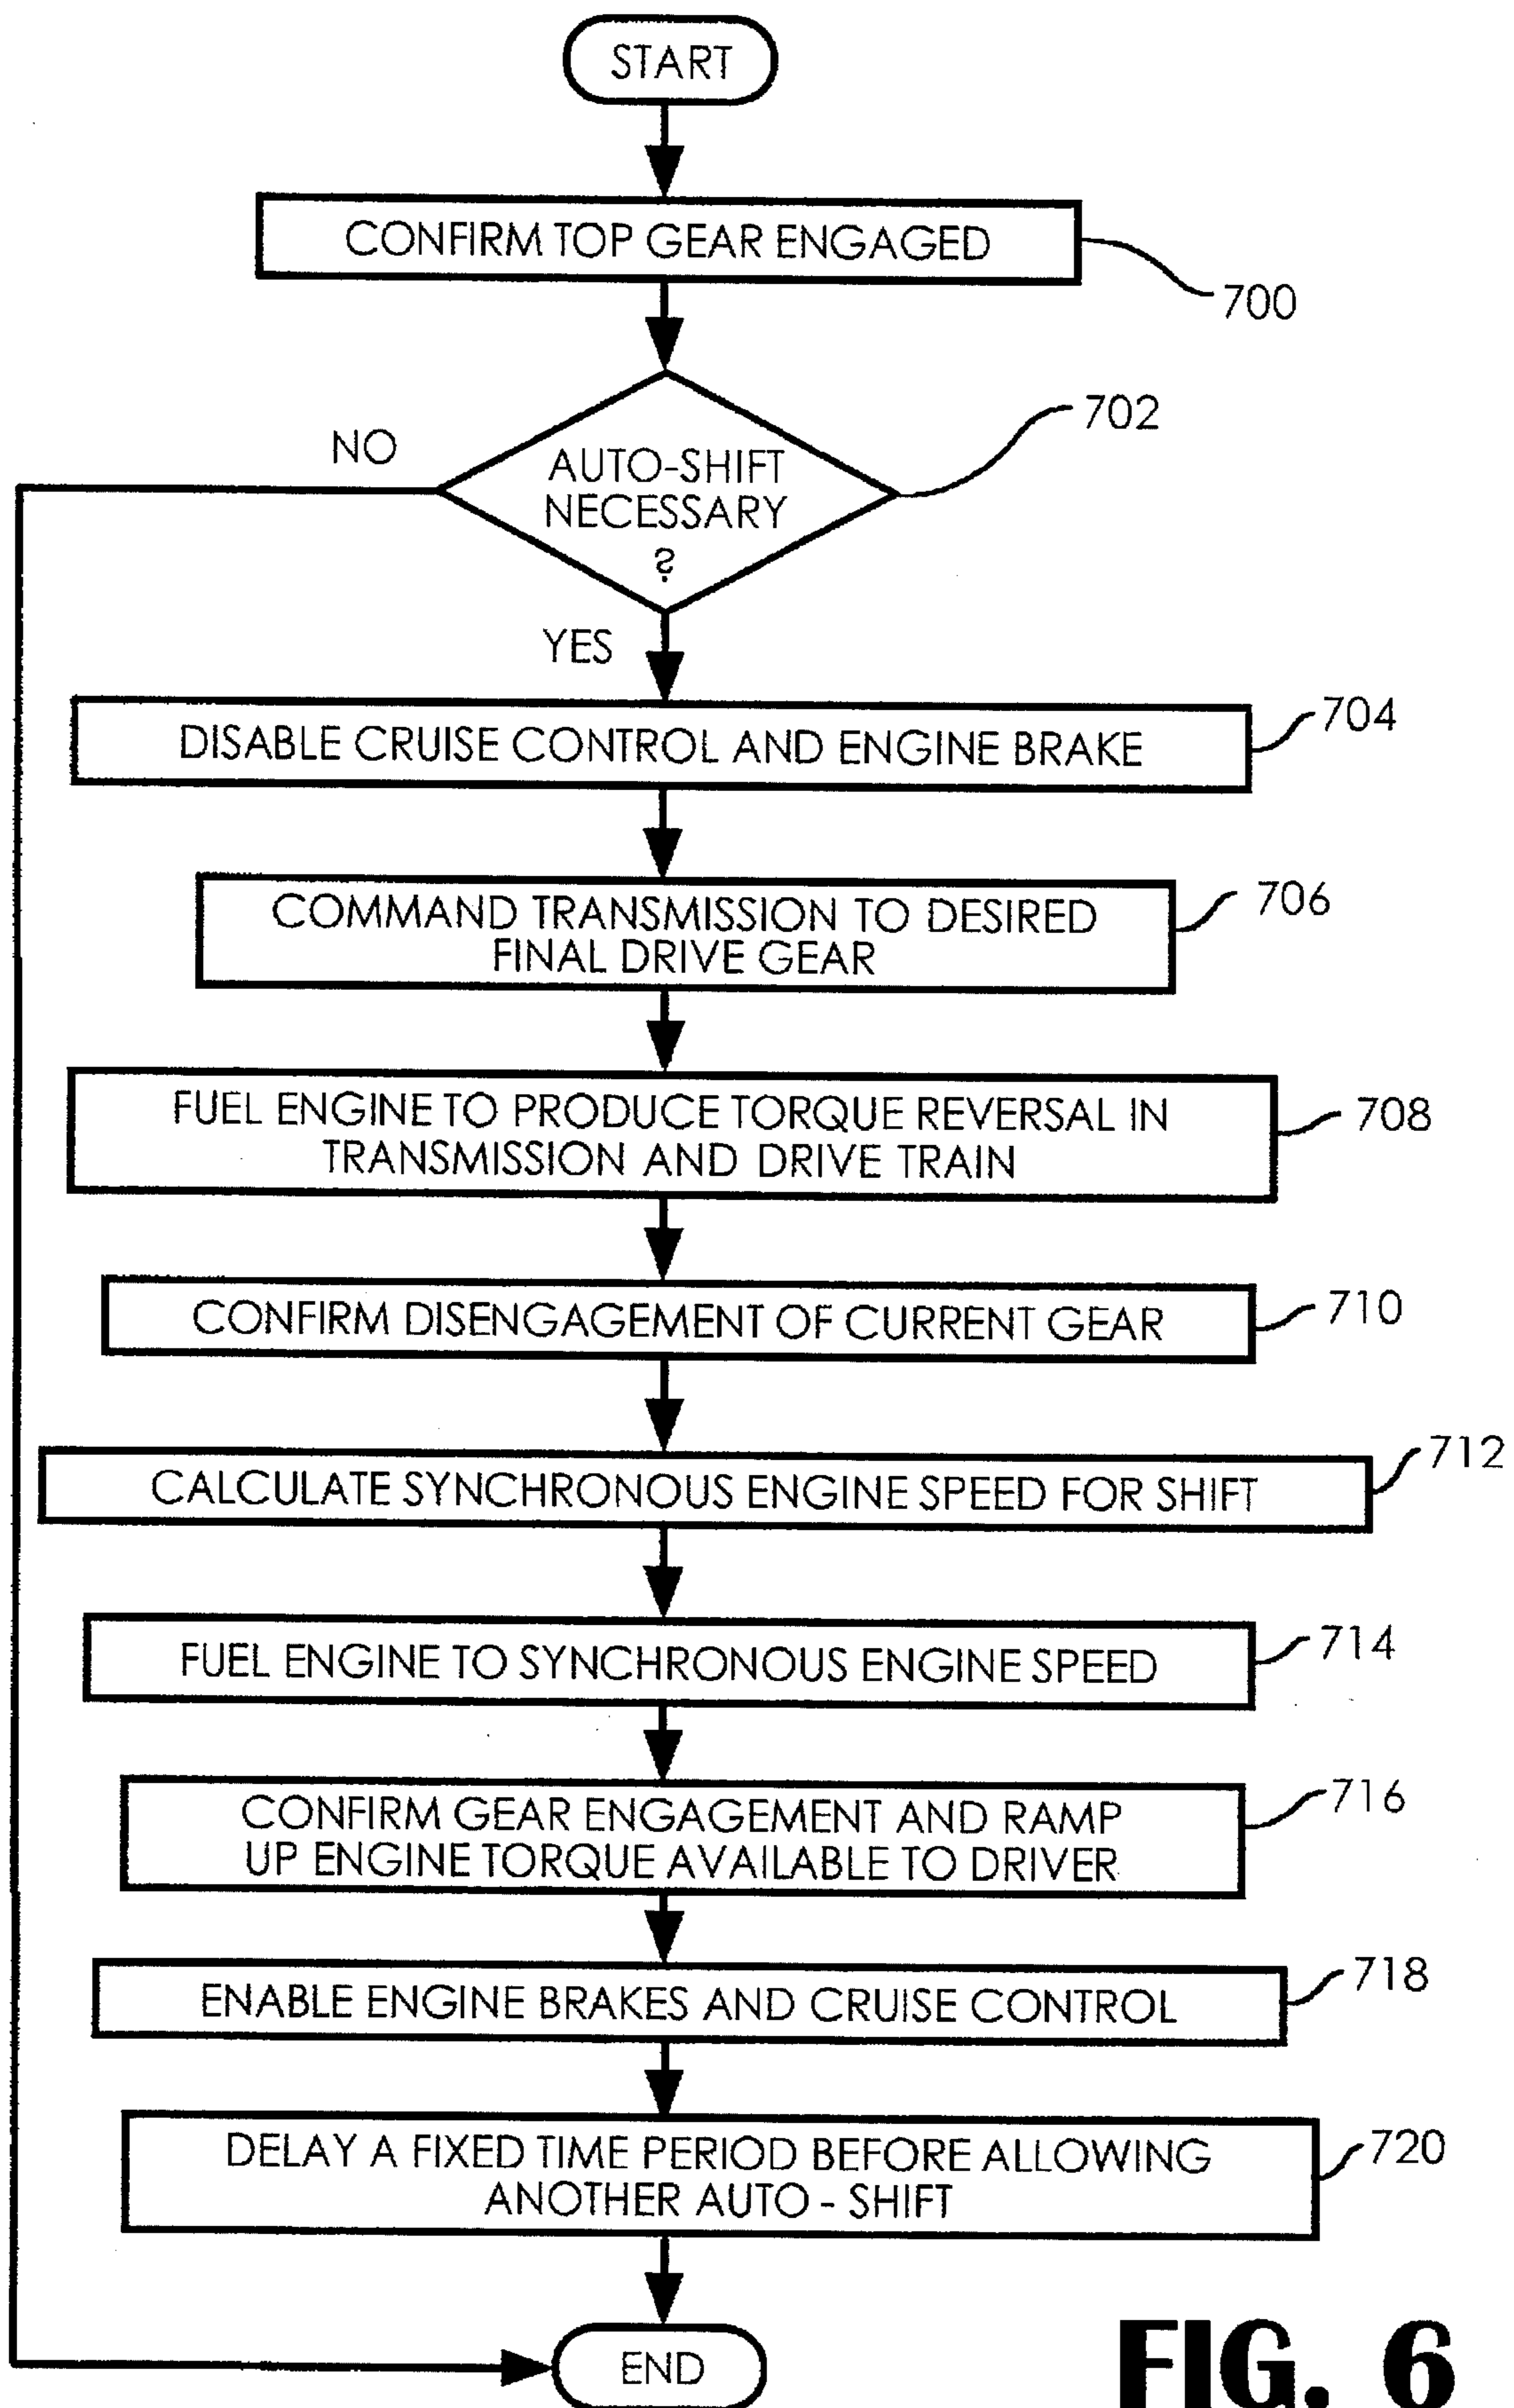 START
CONFIRM TOP GEAR ENGAGED
700
702
NO
AUTO-SHIFT
NECESSARY
?
YES
704
DISABLE CRUISE CONTROL AND ENGINE BRAKE
706
COMMAND TRANSMISSION TO DESIRED
FINAL DRIVE GEAR
708
FUEL ENGINE TO PRODUCE TORQUE REVERSAL IN
TRANSMISSION AND DRIVE TRAIN
710
CONFIRM DISENGAGEMENT OF CURRENT GEAR
712
CALCULATE SYNCHRONOUS ENGINE SPEED FOR SHIFT
714
FUEL ENGINE TO SYNCHRONOUS ENGINE SPEED
716
CONFIRM GEAR ENGAGEMENT AND RAMP
UP ENGINE TORQUE AVAILABLE TO DRIVER
718
ENABLE ENGINE BRAKES AND CRUISE CONTROL
720
DELAY A FIXED TIME PERIOD BEFORE ALLOWING
ANOTHER AUTO - SHIFT
END
FIG. 6